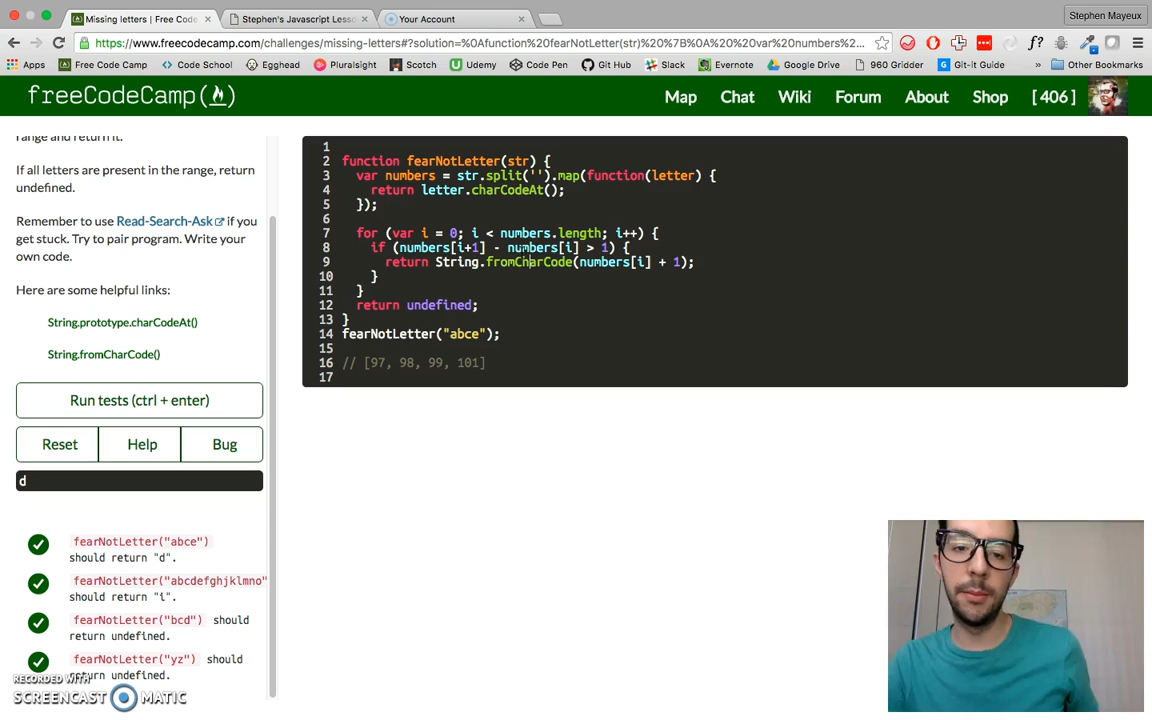 Missing letters | Free Code
Stephen's Javascript Lesso
Your Account
Stephen Mayeux
https://www.freecodecamp.com/challenges/missing-letters#?solution=%0Afunction%20fearNotLetter(str)%20%7B%0A%20%20var%20numbers%2...
Apps Free Code Camp Code School Egghead Pluralsight Scotch Udemy Code Pen Git Hub Slack Evernote Google Drive 960 Gridder Git-it Guide » Other Bookmarks
freeCodeCamp
Map Chat Wiki Forum About Shop [ 406 ]
range and return it.
If all letters are present in the range, return
undefined.
Remember to use Read-Search-Ask if you
get stuck. Try to pair program. Write your
own code.
Here are some helpful links:
String.prototype.charCodeAt()
String.fromCharCode()
Run tests (ctrl + enter)
Reset Help Bug
d
fearNotLetter("abce")
should return "d".
fearNotLetter("abcdefghjklmno"
should return "i".
fearNotLetter("bcd") should
return undefined.
fearNotLetter("yz") should
return undefined.
RECORDED WITH
SCREENCAST MATIC
1
2 function fearNotLetter(str) {
3 var numbers = str.split('').map(function(letter) {
4 return letter.charCodeAt();
5 });
6
7 for (var i = 0; i < numbers.length; i++) {
8 if (numbers[i+1] - numbers[i] > 1) {
9 return String.fromCharCode(numbers[i] + 1);
10 }
11 }
12 return undefined;
13 }
14 fearNotLetter("abce");
15
16 // [97, 98, 99, 101]
17